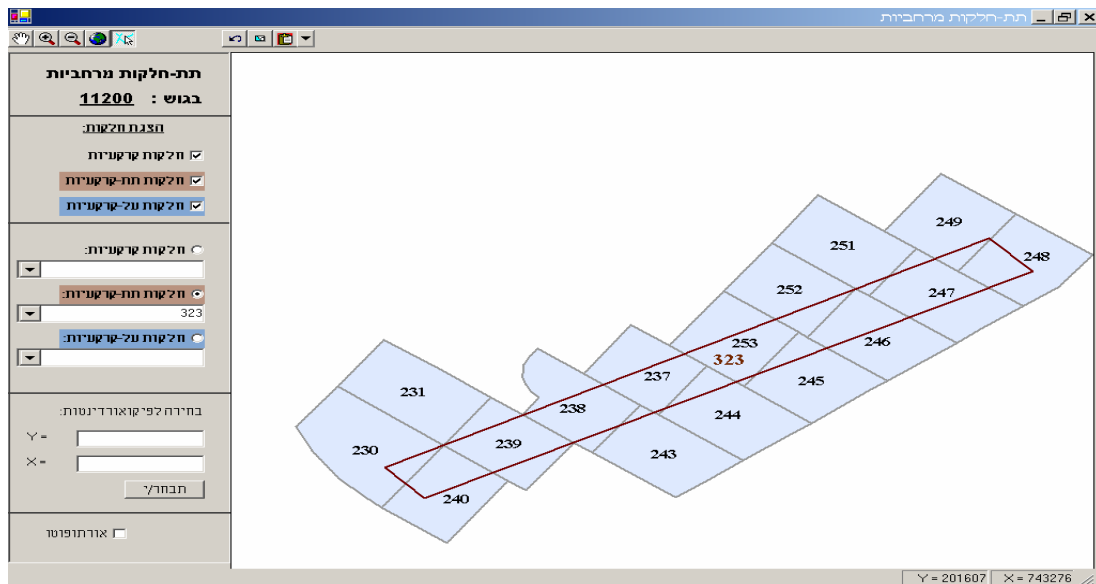 תת-חלקות מרחביות
תת-חלקות מרחביות
בגוש : 11200
הצגת חלקות:
חלקות קרקעיות
חלקות תת-קרקעיות
חלקות על-קרקעיות
חלקות קרקעיות:
חלקות תת-קרקעיות:
323
חלקות על-קרקעיות:
בחירה לפי קואורדינטות:
Y =
X =
תבחר/י
אורתופוטו
249
248
251
247
252
246
253
323
245
237
244
231
238
243
239
230
240
Y = 201607 X = 743276